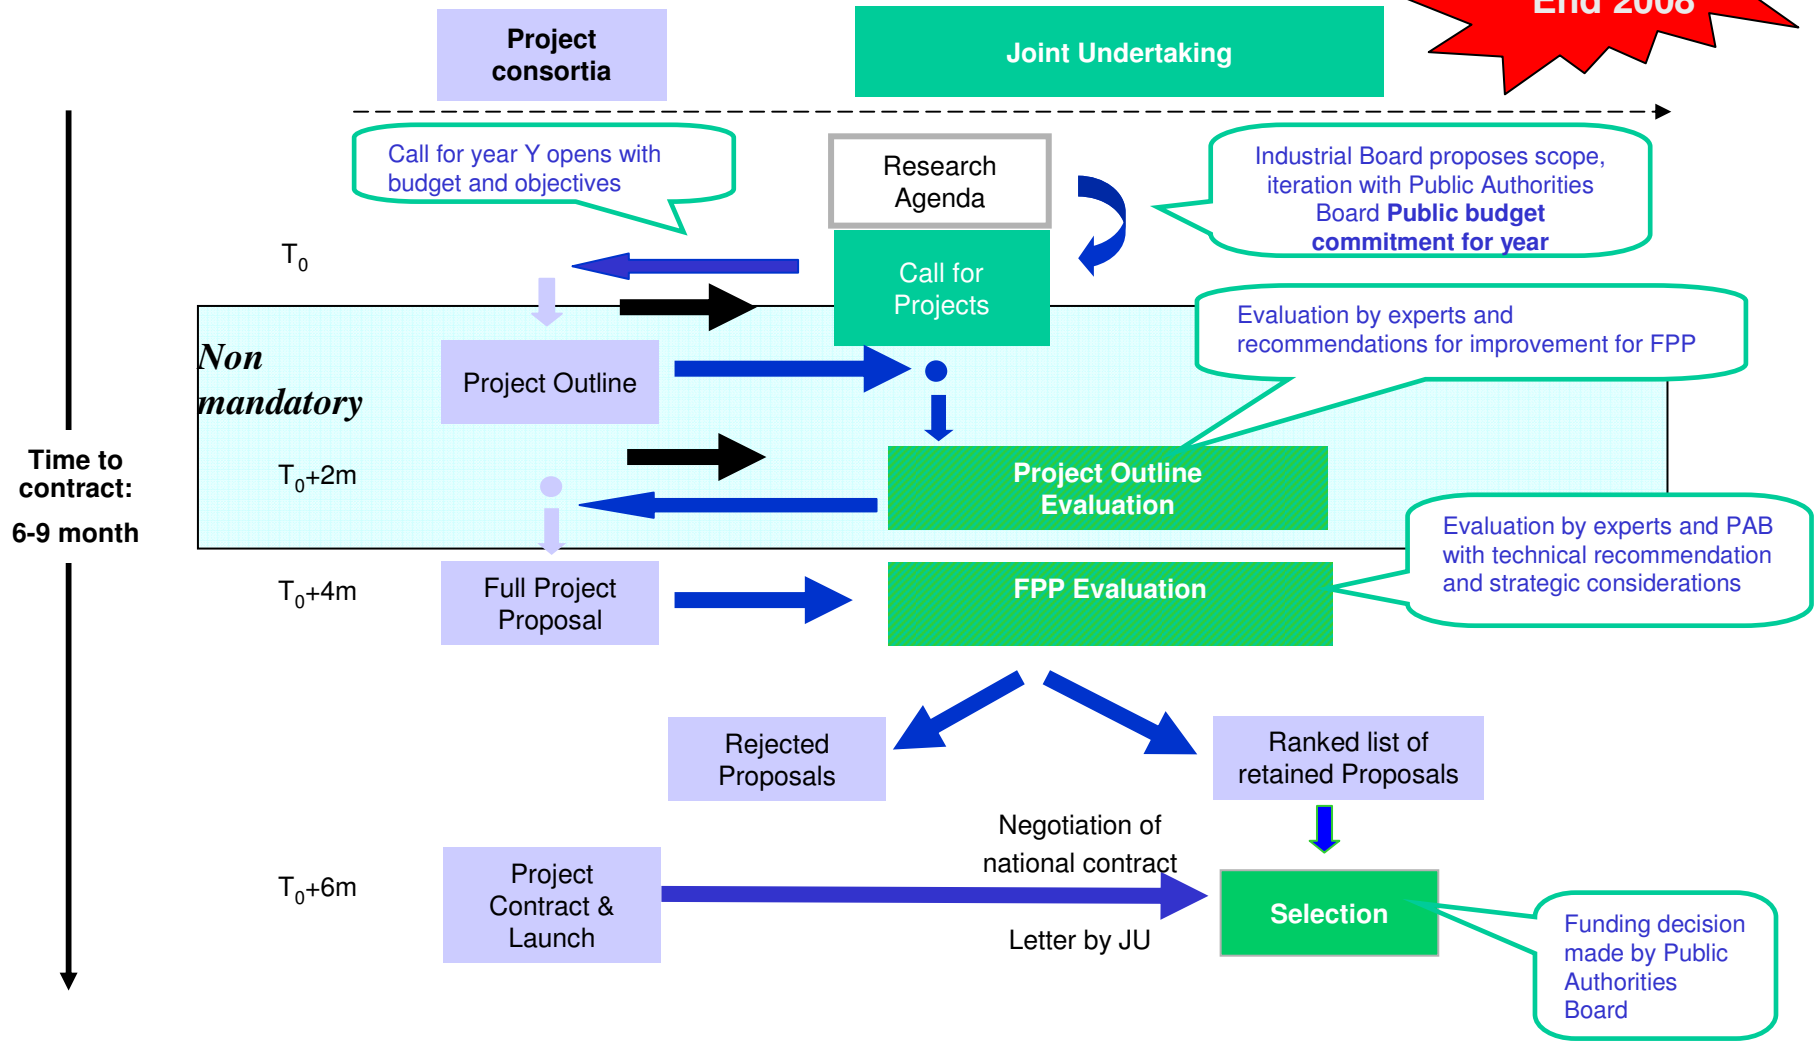 End 2008
Project
consortia
Joint Undertaking
Call for year Y opens with
budget and objectives
Research
Agenda
Industrial Board proposes scope,
iteration with Public Authorities
Board Public budget
commitment for year
T0
Call for
Projects
Evaluation by experts and
recommendations for improvement for FPP
Non
mandatory
Project Outline
Time to
contract:
6-9 month
T0+2m
Project Outline
Evaluation
Evaluation by experts and PAB
with technical recommendation
and strategic considerations
T0+4m
Full Project
Proposal
FPP Evaluation
Rejected
Proposals
Ranked list of
retained Proposals
Negotiation of
national contract
T0+6m
Project
Contract &
Launch
Selection
Letter by JU
Funding decision
made by Public
Authorities
Board